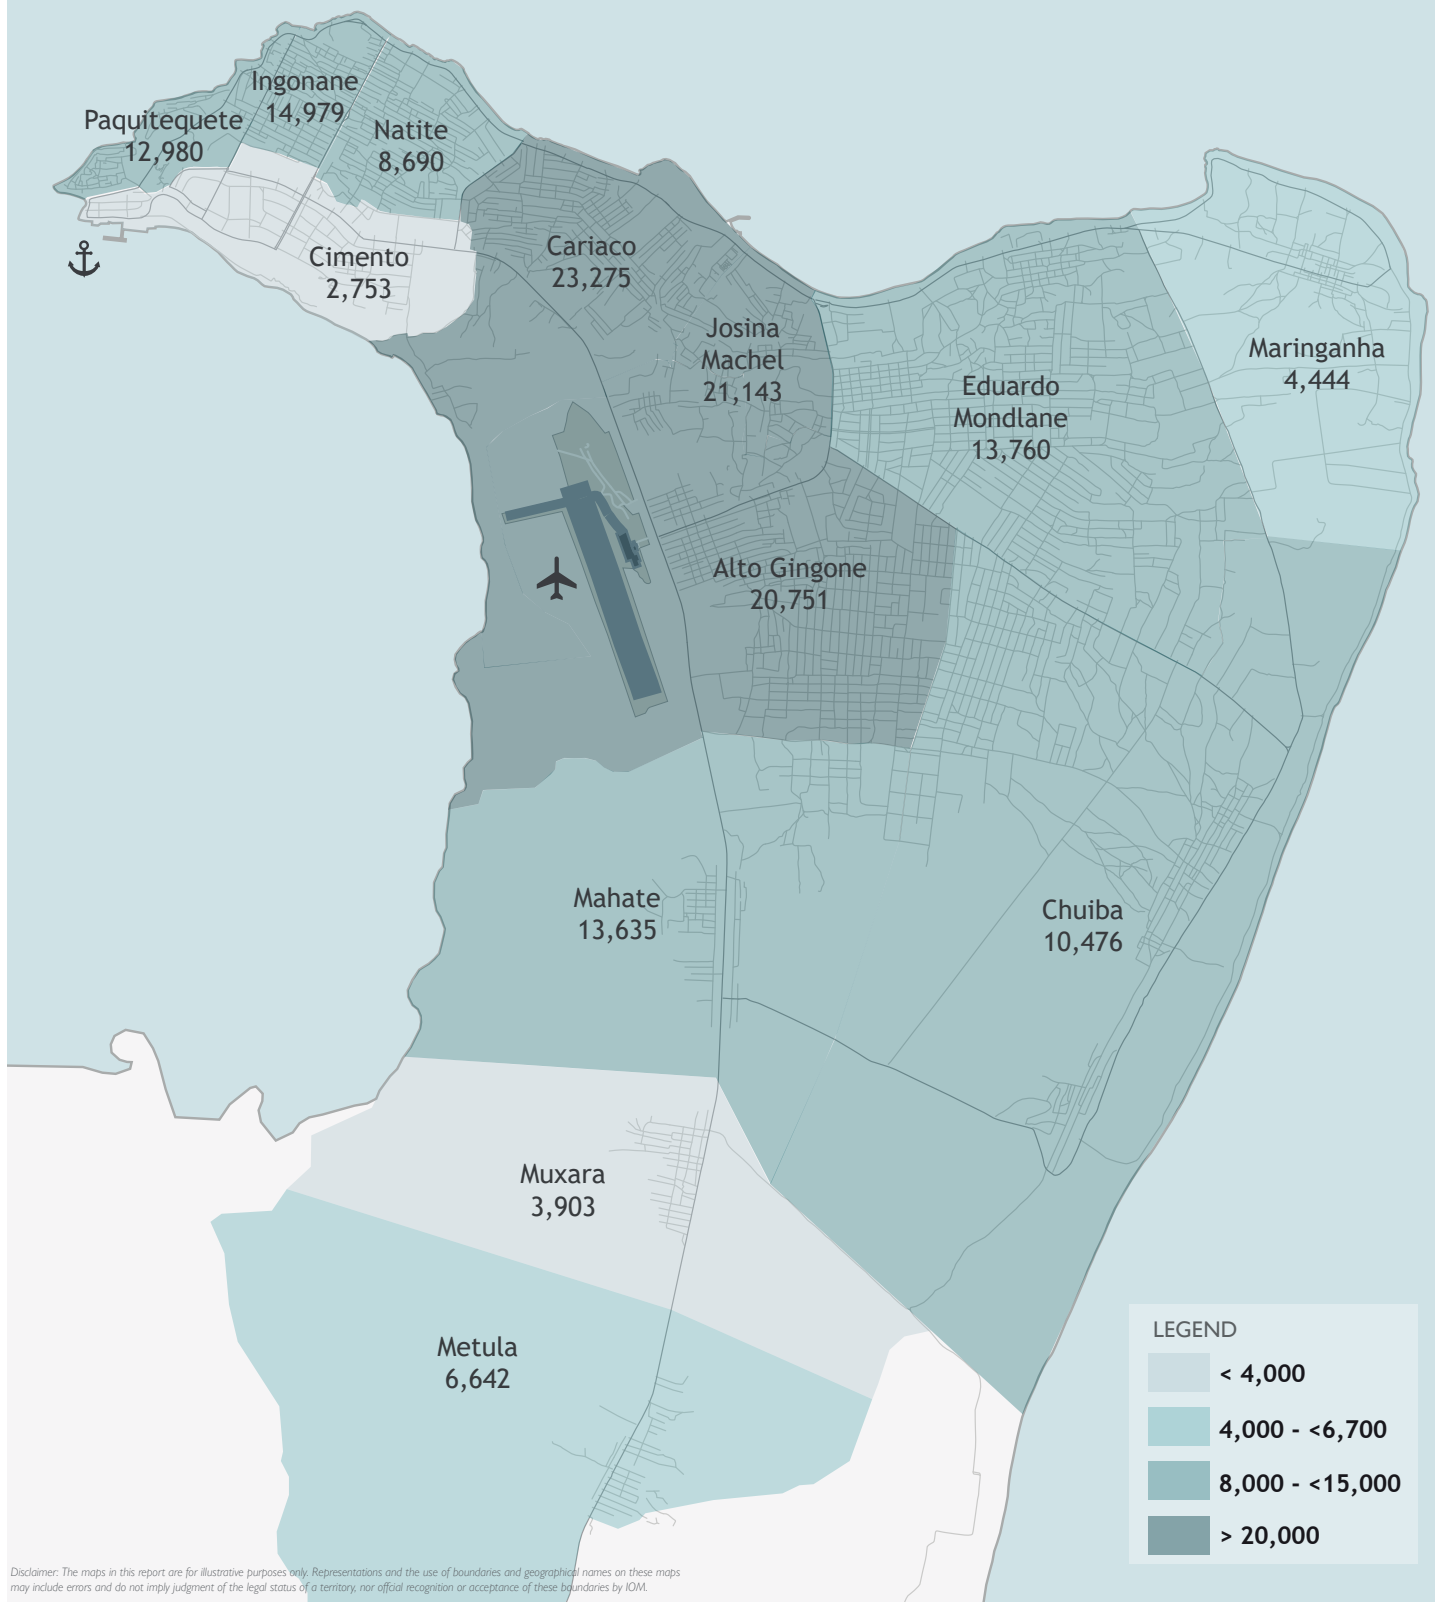 Ingonane
14,979
Paquitequete
12,980
Natite
8,690
Cimento
2,753
Cariaco
23,275
Josina
Machel
21,143
Eduardo
Mondlane
13,760
Maringanha
4,444
Alto Gingone
20,751
Mahate
13,635
Chuiba
10,476
Muxara
3,903
Metula
6,642
LEGEND
< 4,000
4,000 - <6,700
8,000 - <15,000
> 20,000
Disclaimer: The maps in this report are for illustrative purposes only. Representations and the use of boundaries and geographical names on these maps
may include errors and do not imply judgment of the legal status of a territory, nor offcial recognition or acceptance of these boundaries by IOM.